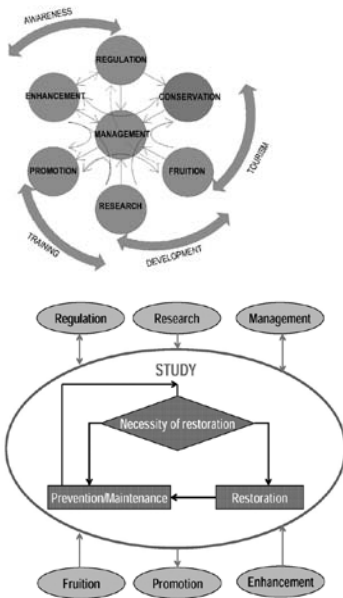 AWARENESS
REGULATION
ENHANCEMENT
CONSERVATION
MANAGEMENT
PROMOTION
FRUITION
TOURISM
RESEARCH
TRAINING
DEVELOPMENT
Regulation
Research
Management
STUDY
Necessity of restoration
Prevention/Maintenance
Restoration
Fruition
Promotion
Enhancement